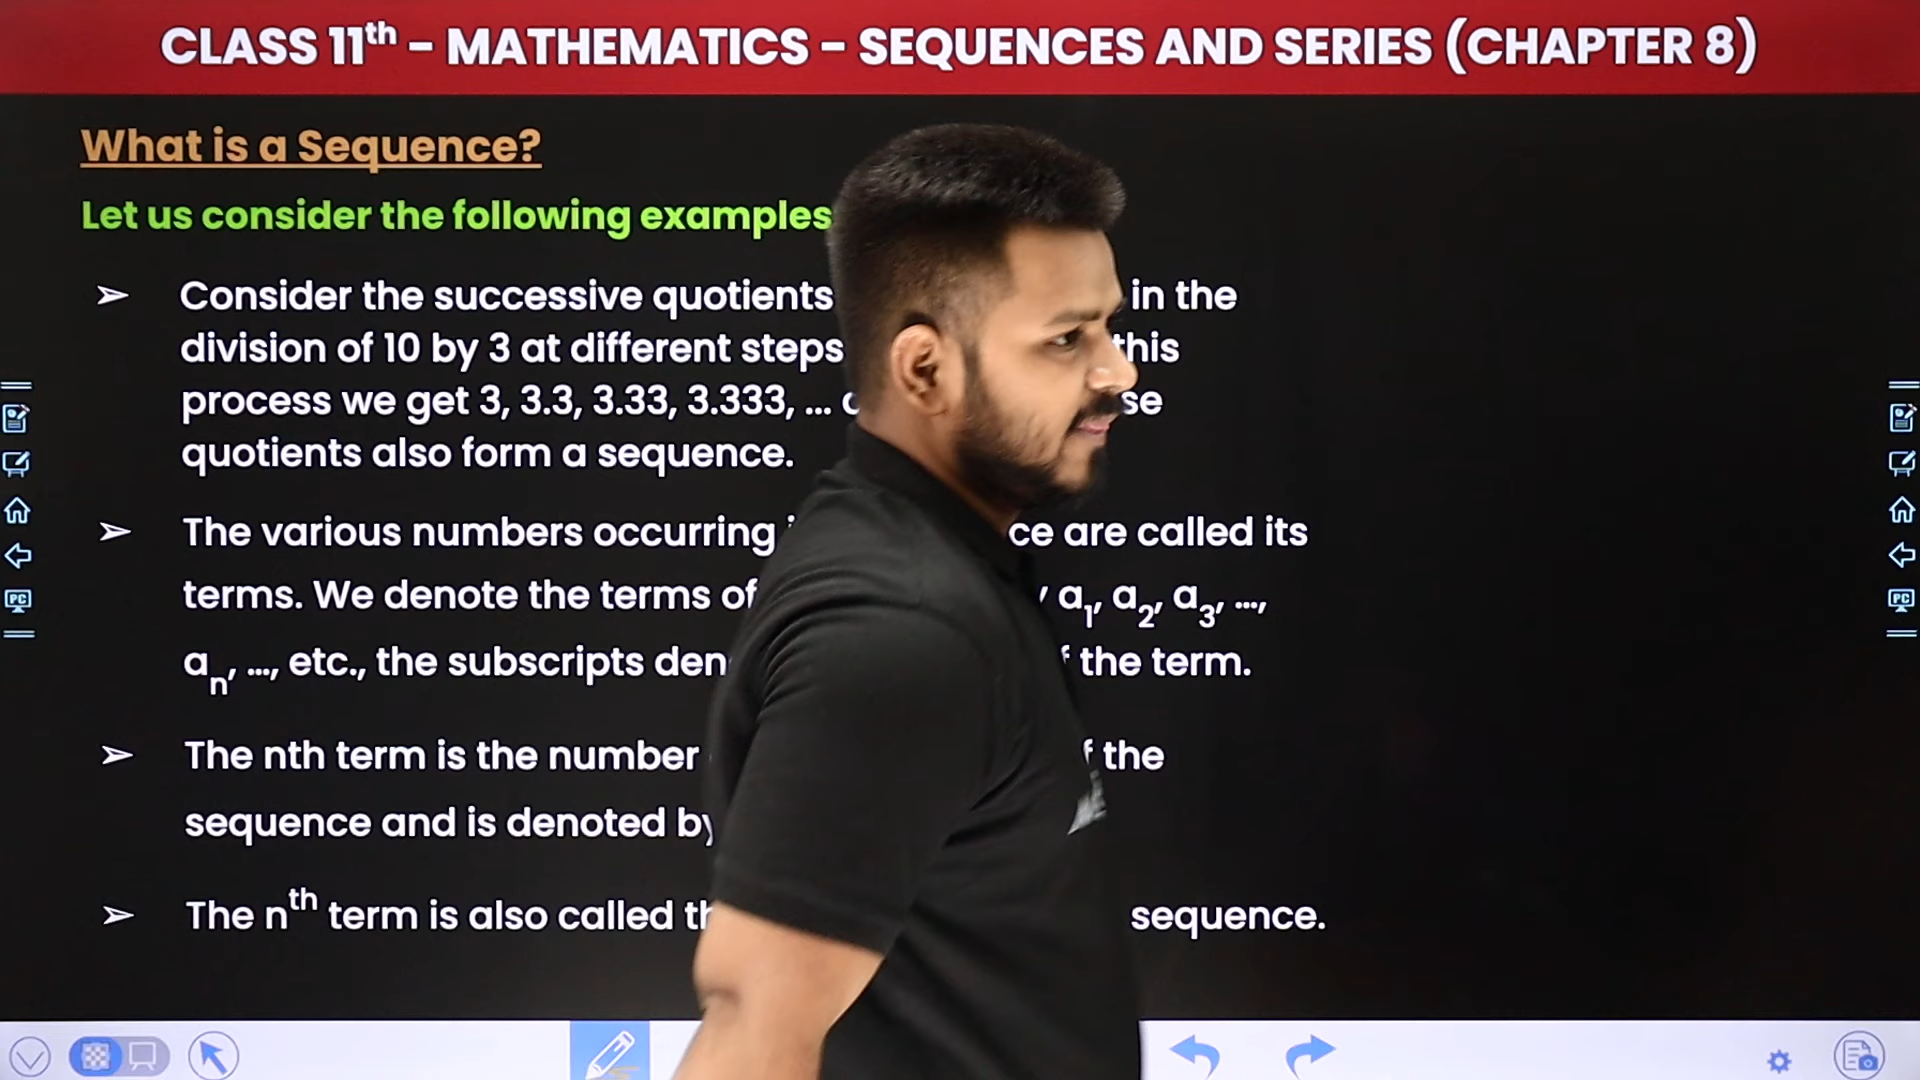 CLASS 11th - MATHEMATICS - SEQUENCES AND SERIES (CHAPTER 8)
What is a Sequence?
Let us consider the following examples
➢ Consider the successive quotients in the
division of 10 by 3 at different steps this
process we get 3, 3.3, 3.33, 3.333, ...
quotients also form a sequence.
➢ The various numbers occurring are called its
terms. We denote the terms of a1, a2, a3, ...,
an, ..., etc., the subscripts the term.
➢ The nth term is the number the
sequence and is denoted by
➢ The nth term is also called sequence.
PC
PC